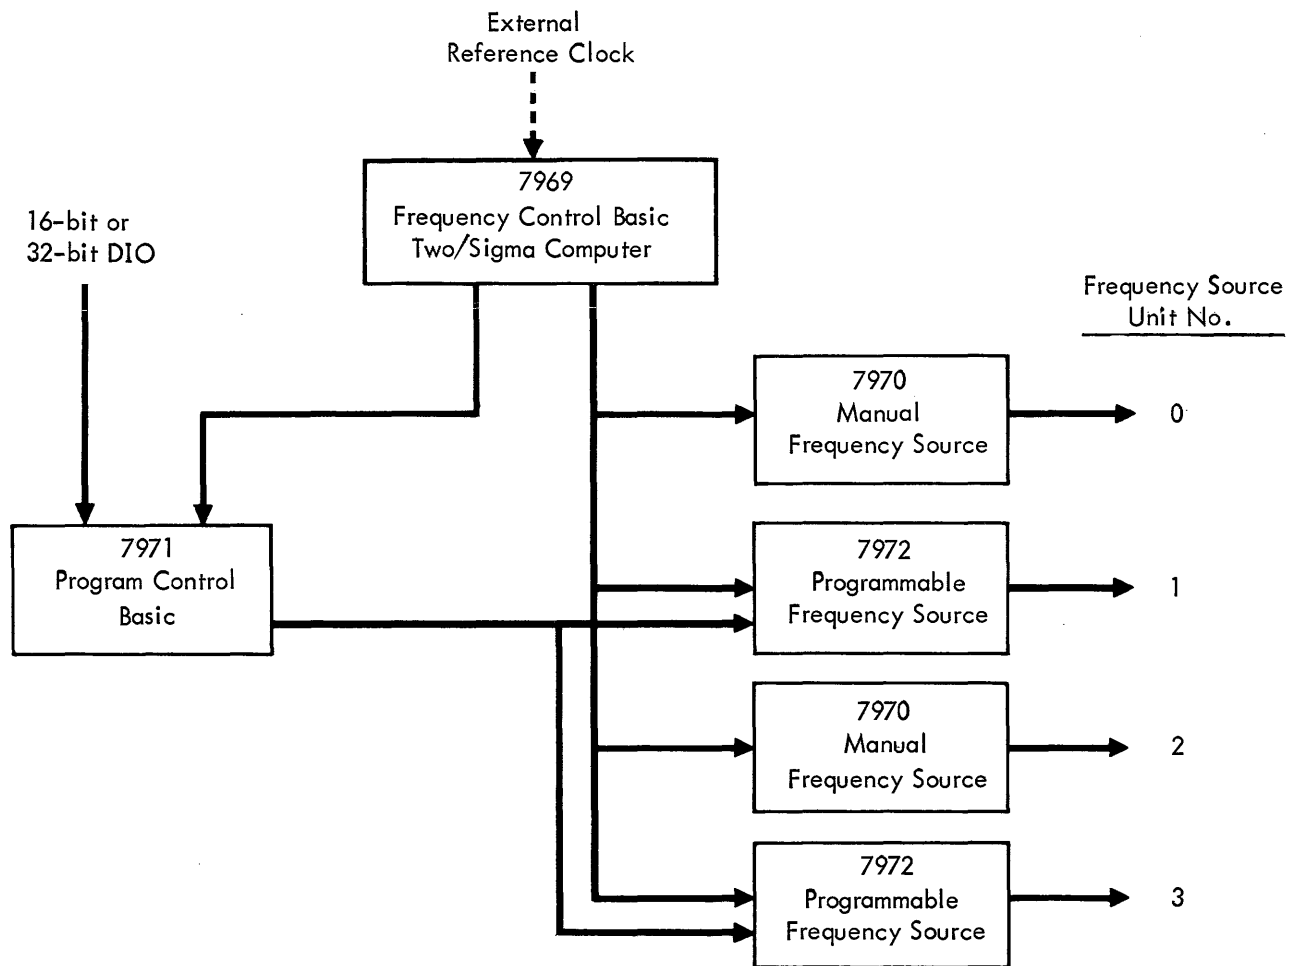 External
Reference Clock
7969
Frequency Control Basic
Two/Sigma Computer
16-bit or
32-bit DIO
Frequency Source
Unit No.
7970
Manual
Frequency Source
0
7971
Program Control
Basic
7972
Programmable
Frequency Source
1
7970
Manual
Frequency Source
2
7972
Programmable
Frequency Source
3